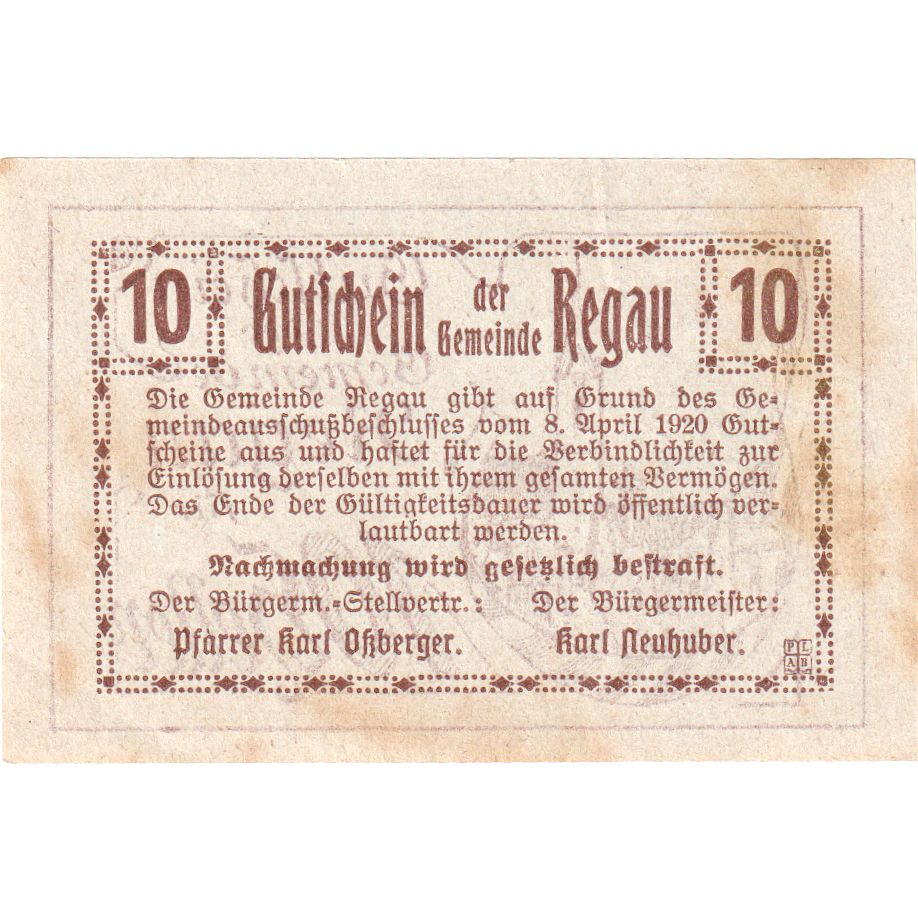 10 Gutschein der Gemeinde Regau 10
Die Gemeinde Regau gibt auf Grund des Ge-
meindeausschußbeschlusses vom 8. April 1920 Gut-
scheine aus und haftet für die Verbindlichkeit zur
Einlösung derselben mit ihrem gesamten Vermögen.
Das Ende der Gültigkeitsdauer wird öffentlich ver-
lautbart werden.
Nachmachung wird gesetzlich bestraft.
Der Bürgerm.-Stellvertr.: Der Bürgermeister:
Pfarrer Karl Oßberger. Karl Neuhuber.
P L
A B